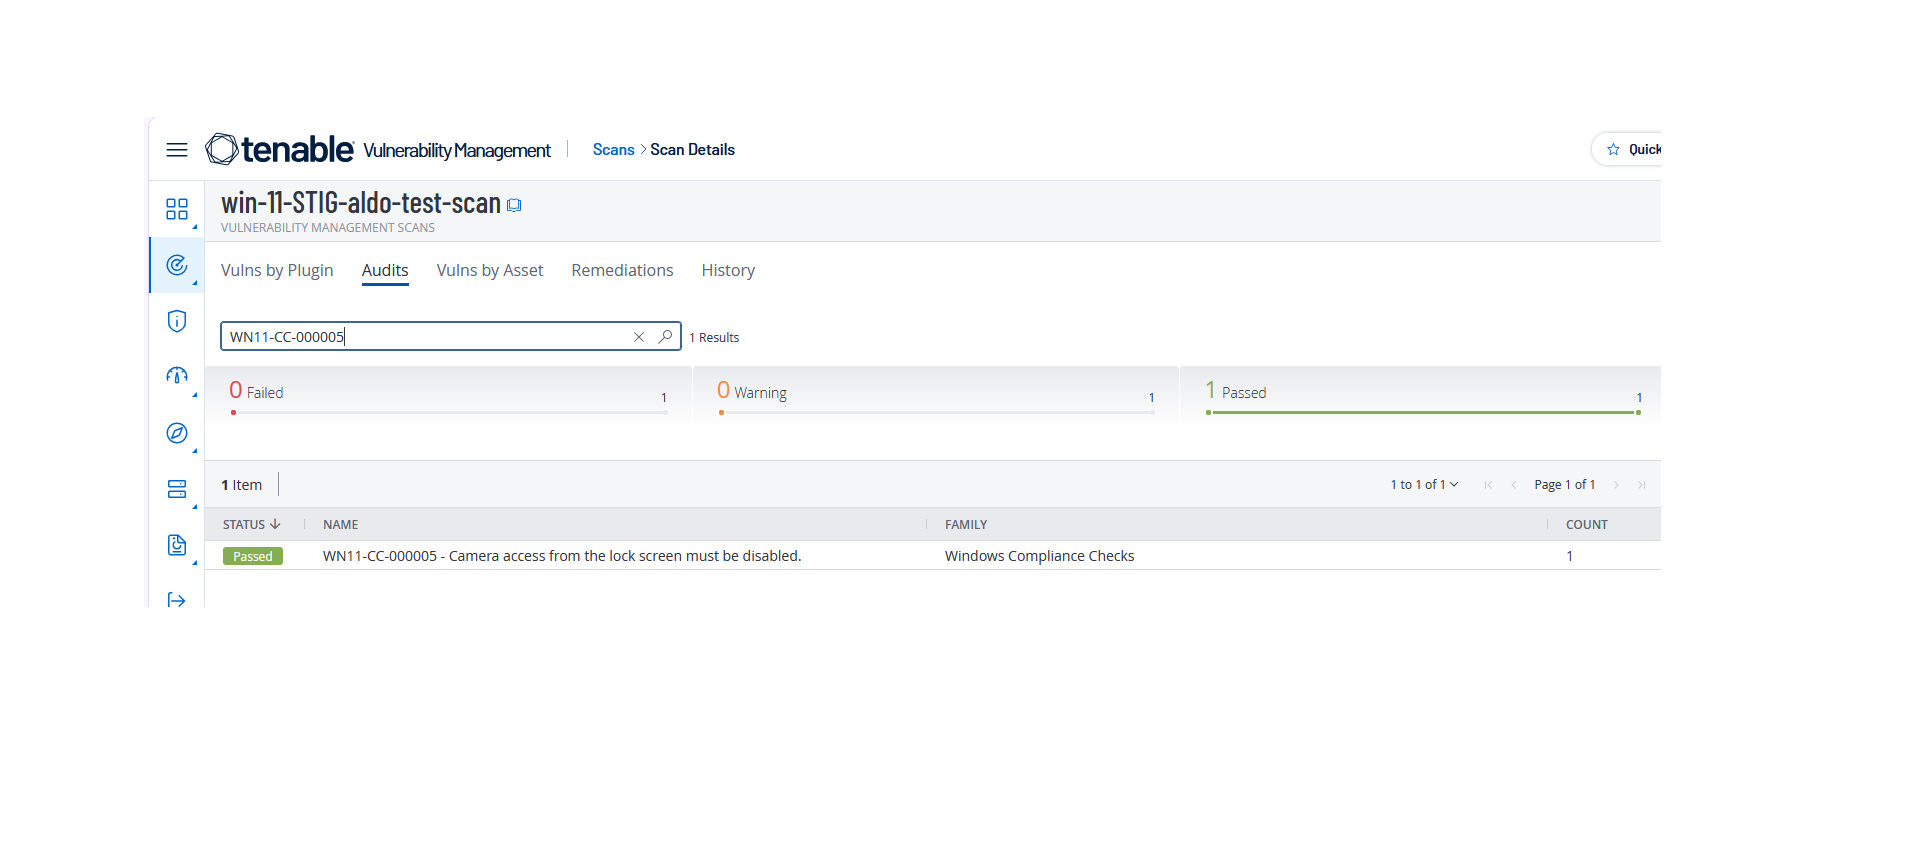 tenable Vulnerability Management Scans > Scan Details Quick
win-11-STIG-aldo-test-scan
VULNERABILITY MANAGEMENT SCANS
Vulns by Plugin Audits Vulns by Asset Remediations History
WN11-CC-000005 1 Results
0 Failed 1 0 Warning 1 1 Passed 1
1 Item 1 to 1 of 1 Page 1 of 1
STATUS NAME FAMILY COUNT
Passed WN11-CC-000005 - Camera access from the lock screen must be disabled. Windows Compliance Checks 1